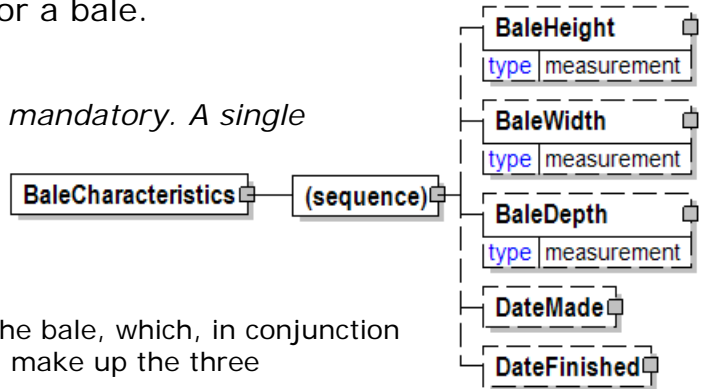 or a bale.
mandatory. A single
BaleCharacteristics
(sequence)
BaleHeight
type measurement
BaleWidth
type measurement
BaleDepth
type measurement
DateMade
DateFinished
he bale, which, in conjunction
make up the three